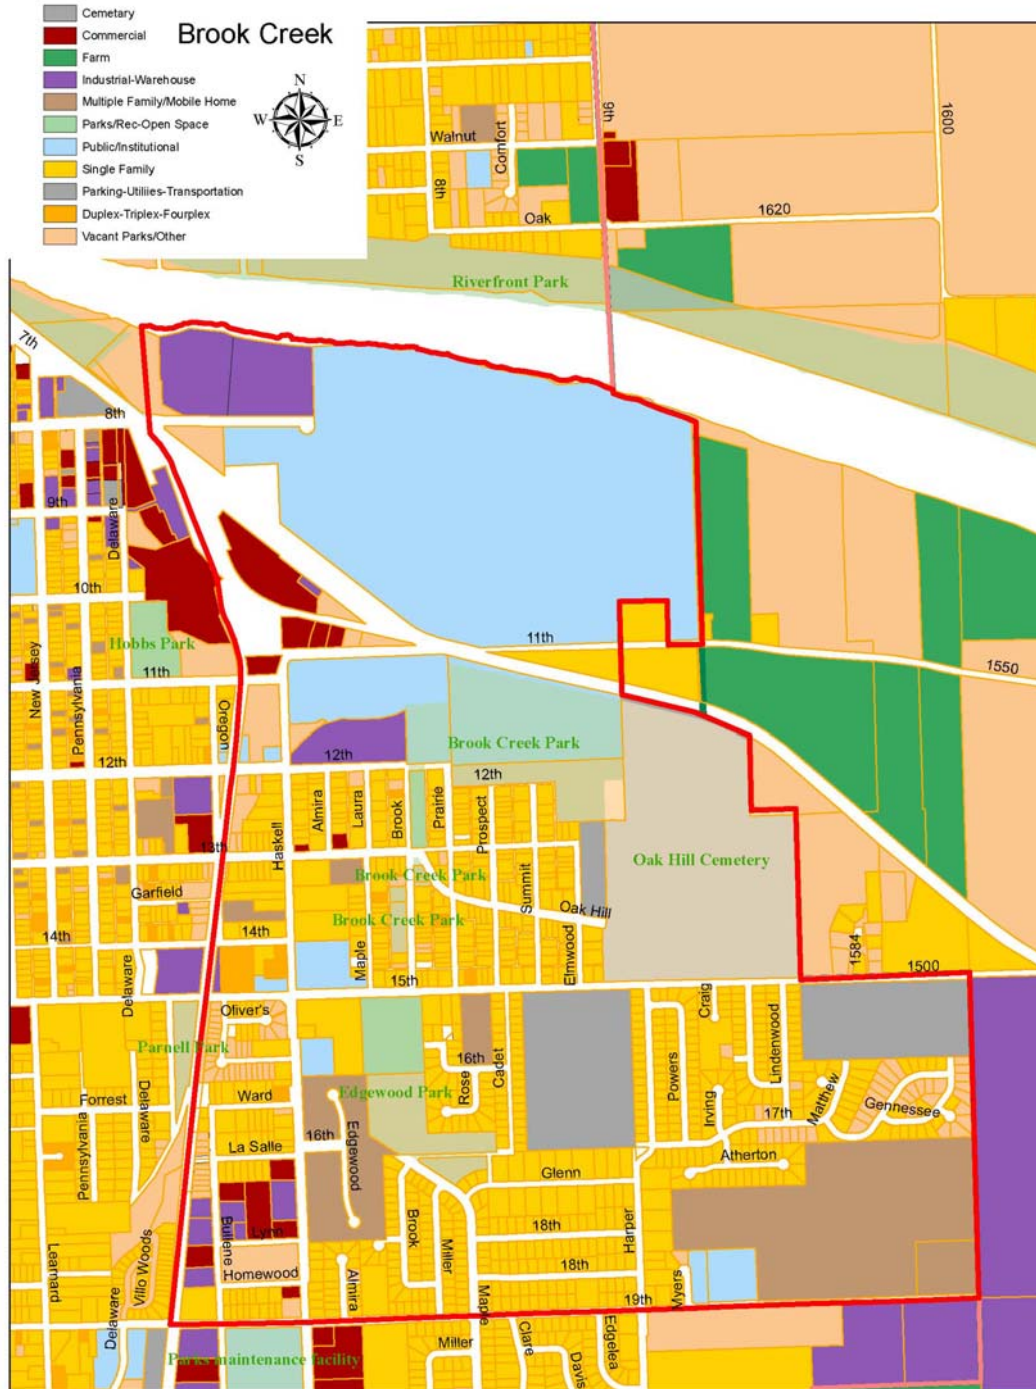 Cemetary
Commercial
Farm
Industrial-Warehouse
Multiple Family/Mobile Home
Parks/Rec-Open Space
Public/Institutional
Single Family
Parking-Utiliies-Transportation
Duplex-Triplex-Fourplex
Vacant Parks/Other
Brook Creek
N
W E
S
Walnut
Comfort
8th
9th
1600
Oak
1620
Riverfront Park
7th
8th
9th
Delaware
10th
Hobbs Park
11th
New Jersey
Pennsylvania
Oregon
11th
1550
12th
12th
Brook Creek Park
12th
Haskell
Almira
Laura
Brook
Prairie
Prospect
Summit
13th
Brook Creek Park
Oak Hill Cemetery
Garfield
Brook Creek Park
Oak Hill
14th
14th
Maple
Elmwood
1584
Delaware
15th
1500
Oliver's
Craig
Parnell Park
Lindenwood
16th
Cadet
Rose
Powers
Edgewood Park
Forrest
Delaware
Ward
Irving
17th
Matthew
Gennessee
Pennsylvania
La Salle
16th
Edgewood
Atherton
Glenn
Learnard
Villo Woods
Bullene
Lynn
Brook
Miller
18th
Harper
Homewood
18th
Almira
Maple
Myers
19th
Delaware
Miller
Clare
Davis
Edgelea
Parks maintenance facility